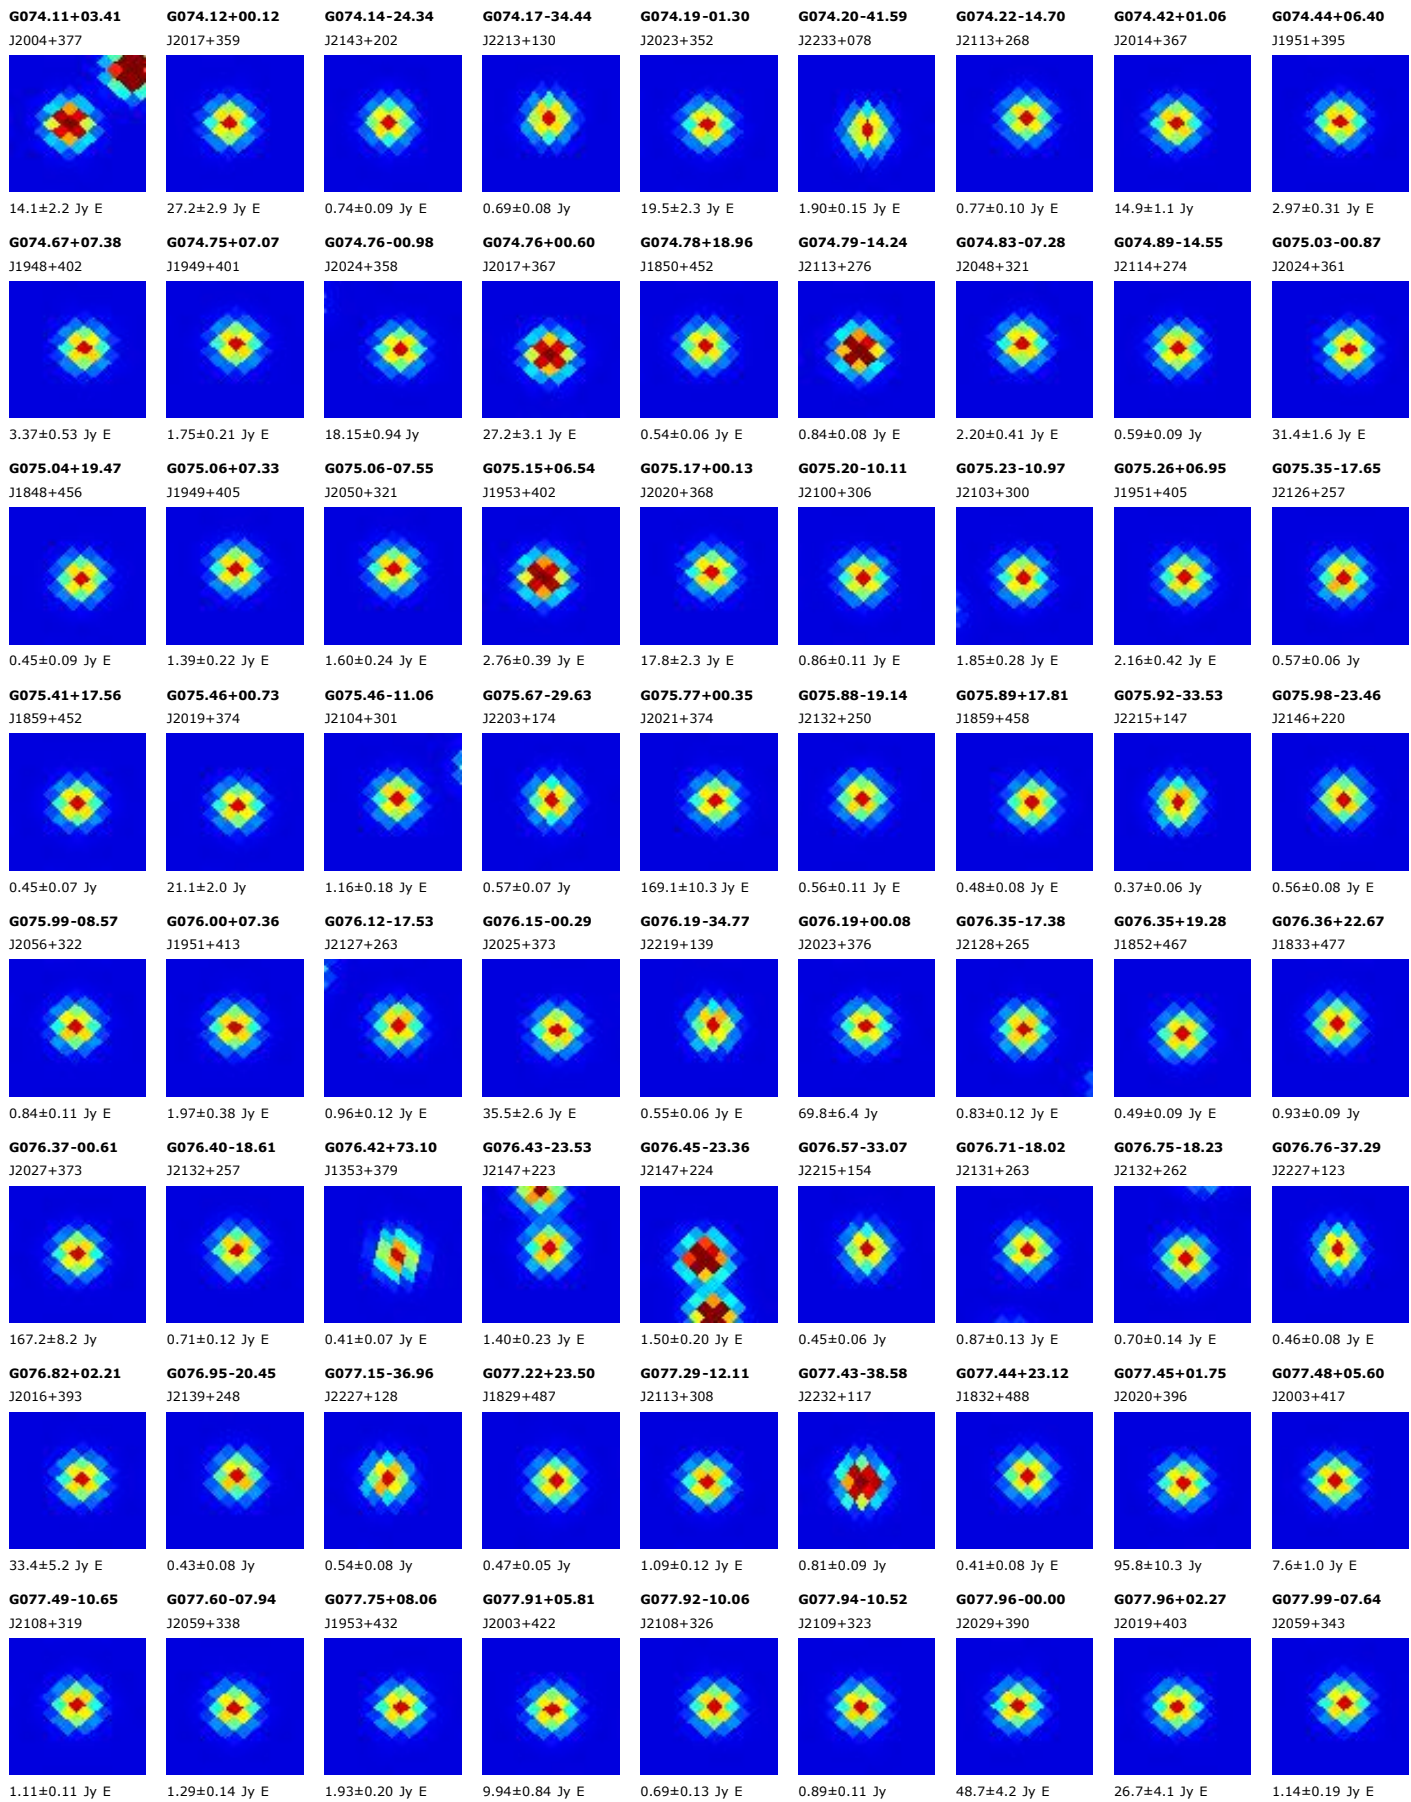 G074.11+03.41 G074.12+00.12 G074.14-24.34 G074.17-34.44 G074.19-01.30 G074.20-41.59 G074.22-14.70 G074.42+01.06 G074.44+06.40
J2004+377 J2017+359 J2143+202 J2213+130 J2023+352 J2233+078 J2113+268 J2014+367 J1951+395
14.1±2.2 Jy E 27.2±2.9 Jy E 0.74±0.09 Jy E 0.69±0.08 Jy 19.5±2.3 Jy E 1.90±0.15 Jy E 0.77±0.10 Jy E 14.9±1.1 Jy 2.97±0.31 Jy E
G074.67+07.38 G074.75+07.07 G074.76-00.98 G074.76+00.60 G074.78+18.96 G074.79-14.24 G074.83-07.28 G074.89-14.55 G075.03-00.87
J1948+402 J1949+401 J2024+358 J2017+367 J1850+452 J2113+276 J2048+321 J2114+274 J2024+361
3.37±0.53 Jy E 1.75±0.21 Jy E 18.15±0.94 Jy 27.2±3.1 Jy E 0.54±0.06 Jy E 0.84±0.08 Jy E 2.20±0.41 Jy E 0.59±0.09 Jy 31.4±1.6 Jy E
G075.04+19.47 G075.06+07.33 G075.06-07.55 G075.15+06.54 G075.17+00.13 G075.20-10.11 G075.23-10.97 G075.26+06.95 G075.35-17.65
J1848+456 J1949+405 J2050+321 J1953+402 J2020+368 J2100+306 J2103+300 J1951+405 J2126+257
0.45±0.09 Jy E 1.39±0.22 Jy E 1.60±0.24 Jy E 2.76±0.39 Jy E 17.8±2.3 Jy E 0.86±0.11 Jy E 1.85±0.28 Jy E 2.16±0.42 Jy E 0.57±0.06 Jy
G075.41+17.56 G075.46+00.73 G075.46-11.06 G075.67-29.63 G075.77+00.35 G075.88-19.14 G075.89+17.81 G075.92-33.53 G075.98-23.46
J1859+452 J2019+374 J2104+301 J2203+174 J2021+374 J2132+250 J1859+458 J2215+147 J2146+220
0.45±0.07 Jy 21.1±2.0 Jy 1.16±0.18 Jy E 0.57±0.07 Jy 169.1±10.3 Jy E 0.56±0.11 Jy E 0.48±0.08 Jy E 0.37±0.06 Jy 0.56±0.08 Jy E
G075.99-08.57 G076.00+07.36 G076.12-17.53 G076.15-00.29 G076.19-34.77 G076.19+00.08 G076.35-17.38 G076.35+19.28 G076.36+22.67
J2056+322 J1951+413 J2127+263 J2025+373 J2219+139 J2023+376 J2128+265 J1852+467 J1833+477
0.84±0.11 Jy E 1.97±0.38 Jy E 0.96±0.12 Jy E 35.5±2.6 Jy E 0.55±0.06 Jy E 69.8±6.4 Jy 0.83±0.12 Jy E 0.49±0.09 Jy E 0.93±0.09 Jy
G076.37-00.61 G076.40-18.61 G076.42+73.10 G076.43-23.53 G076.45-23.36 G076.57-33.07 G076.71-18.02 G076.75-18.23 G076.76-37.29
J2027+373 J2132+257 J1353+379 J2147+223 J2147+224 J2215+154 J2131+263 J2132+262 J2227+123
167.2±8.2 Jy 0.71±0.12 Jy E 0.41±0.07 Jy E 1.40±0.23 Jy E 1.50±0.20 Jy E 0.45±0.06 Jy 0.87±0.13 Jy E 0.70±0.14 Jy E 0.46±0.08 Jy E
G076.82+02.21 G076.95-20.45 G077.15-36.96 G077.22+23.50 G077.29-12.11 G077.43-38.58 G077.44+23.12 G077.45+01.75 G077.48+05.60
J2016+393 J2139+248 J2227+128 J1829+487 J2113+308 J2232+117 J1832+488 J2020+396 J2003+417
33.4±5.2 Jy E 0.43±0.08 Jy 0.54±0.08 Jy 0.47±0.05 Jy 1.09±0.12 Jy E 0.81±0.09 Jy 0.41±0.08 Jy E 95.8±10.3 Jy 7.6±1.0 Jy E
G077.49-10.65 G077.60-07.94 G077.75+08.06 G077.91+05.81 G077.92-10.06 G077.94-10.52 G077.96-00.00 G077.96+02.27 G077.99-07.64
J2108+319 J2059+338 J1953+432 J2003+422 J2108+326 J2109+323 J2029+390 J2019+403 J2059+343
1.11±0.11 Jy E 1.29±0.14 Jy E 1.93±0.20 Jy E 9.94±0.84 Jy E 0.69±0.13 Jy E 0.89±0.11 Jy 48.7±4.2 Jy E 26.7±4.1 Jy E 1.14±0.19 Jy E